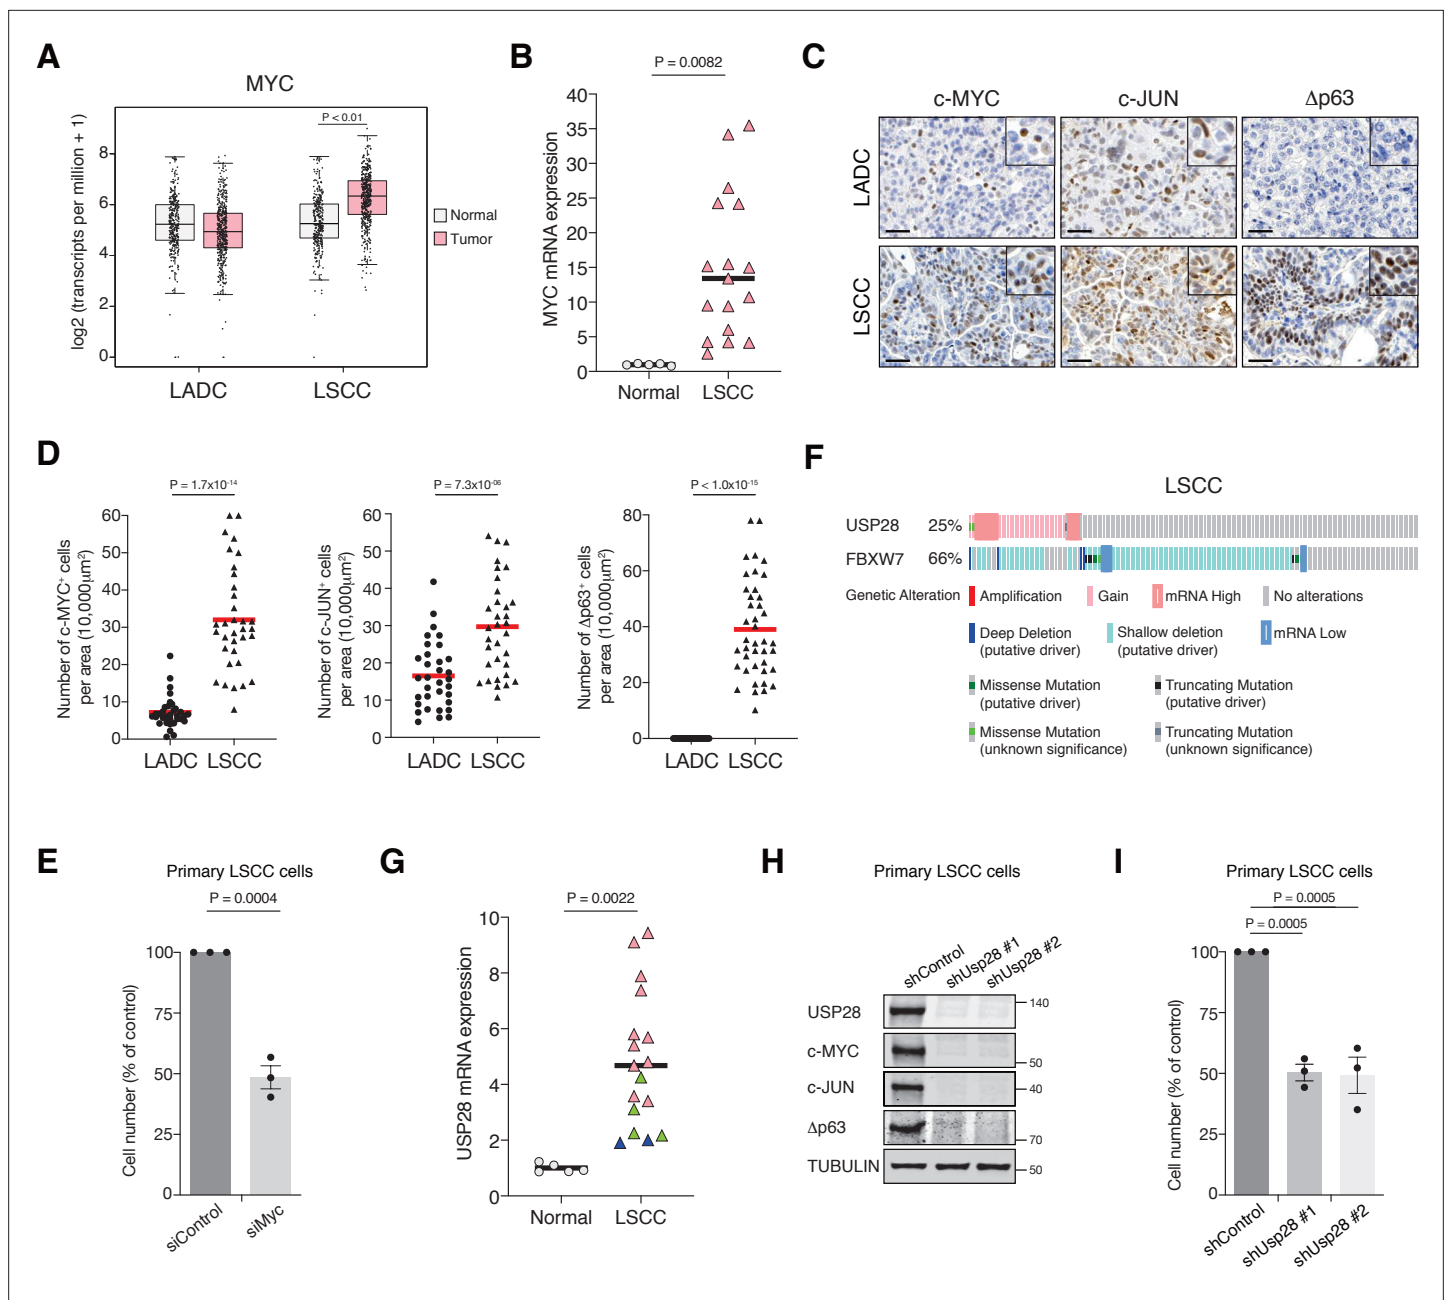 A
MYC
log2 (transcripts per million + 1)
8
6
4
2
0
P < 0.01
Normal
Tumor
LADC
LSCC
B
P = 0.0082
MYC mRNA expression
40
35
30
25
20
15
10
5
0
Normal
LSCC
C
c-MYC
c-JUN
Δp63
LADC
LSCC
D
P = 1.7x10-14
Number of c-MYC+ cells
per area (10,000µm2)
60
50
40
30
20
10
0
LADC
LSCC
P = 7.3x10-06
Number of c-JUN+ cells
per area (10,000µm2)
60
50
40
30
20
10
0
LADC
LSCC
P < 1.0x10-15
Number of Δp63+ cells
per area (10,000µm2)
80
60
40
20
0
LADC
LSCC
F
LSCC
USP28 25%
FBXW7 66%
Genetic Alteration
Amplification
Gain
mRNA High
No alterations
Deep Deletion
(putative driver)
Shallow deletion
(putative driver)
mRNA Low
Missense Mutation
(putative driver)
Truncating Mutation
(putative driver)
Missense Mutation
(unknown significance)
Truncating Mutation
(unknown significance)
E
Primary LSCC cells
P = 0.0004
Cell number (% of control)
100
75
50
25
0
siControl
siMyc
G
P = 0.0022
USP28 mRNA expression
10
8
6
4
2
0
Normal
LSCC
H
Primary LSCC cells
shControl
shUsp28 #1
shUsp28 #2
USP28
140
c-MYC
50
c-JUN
40
Δp63
70
TUBULIN
50
I
Primary LSCC cells
P = 0.0005
P = 0.0005
Cell number (% of control)
100
75
50
25
0
shControl
shUsp28 #1
shUsp28 #2